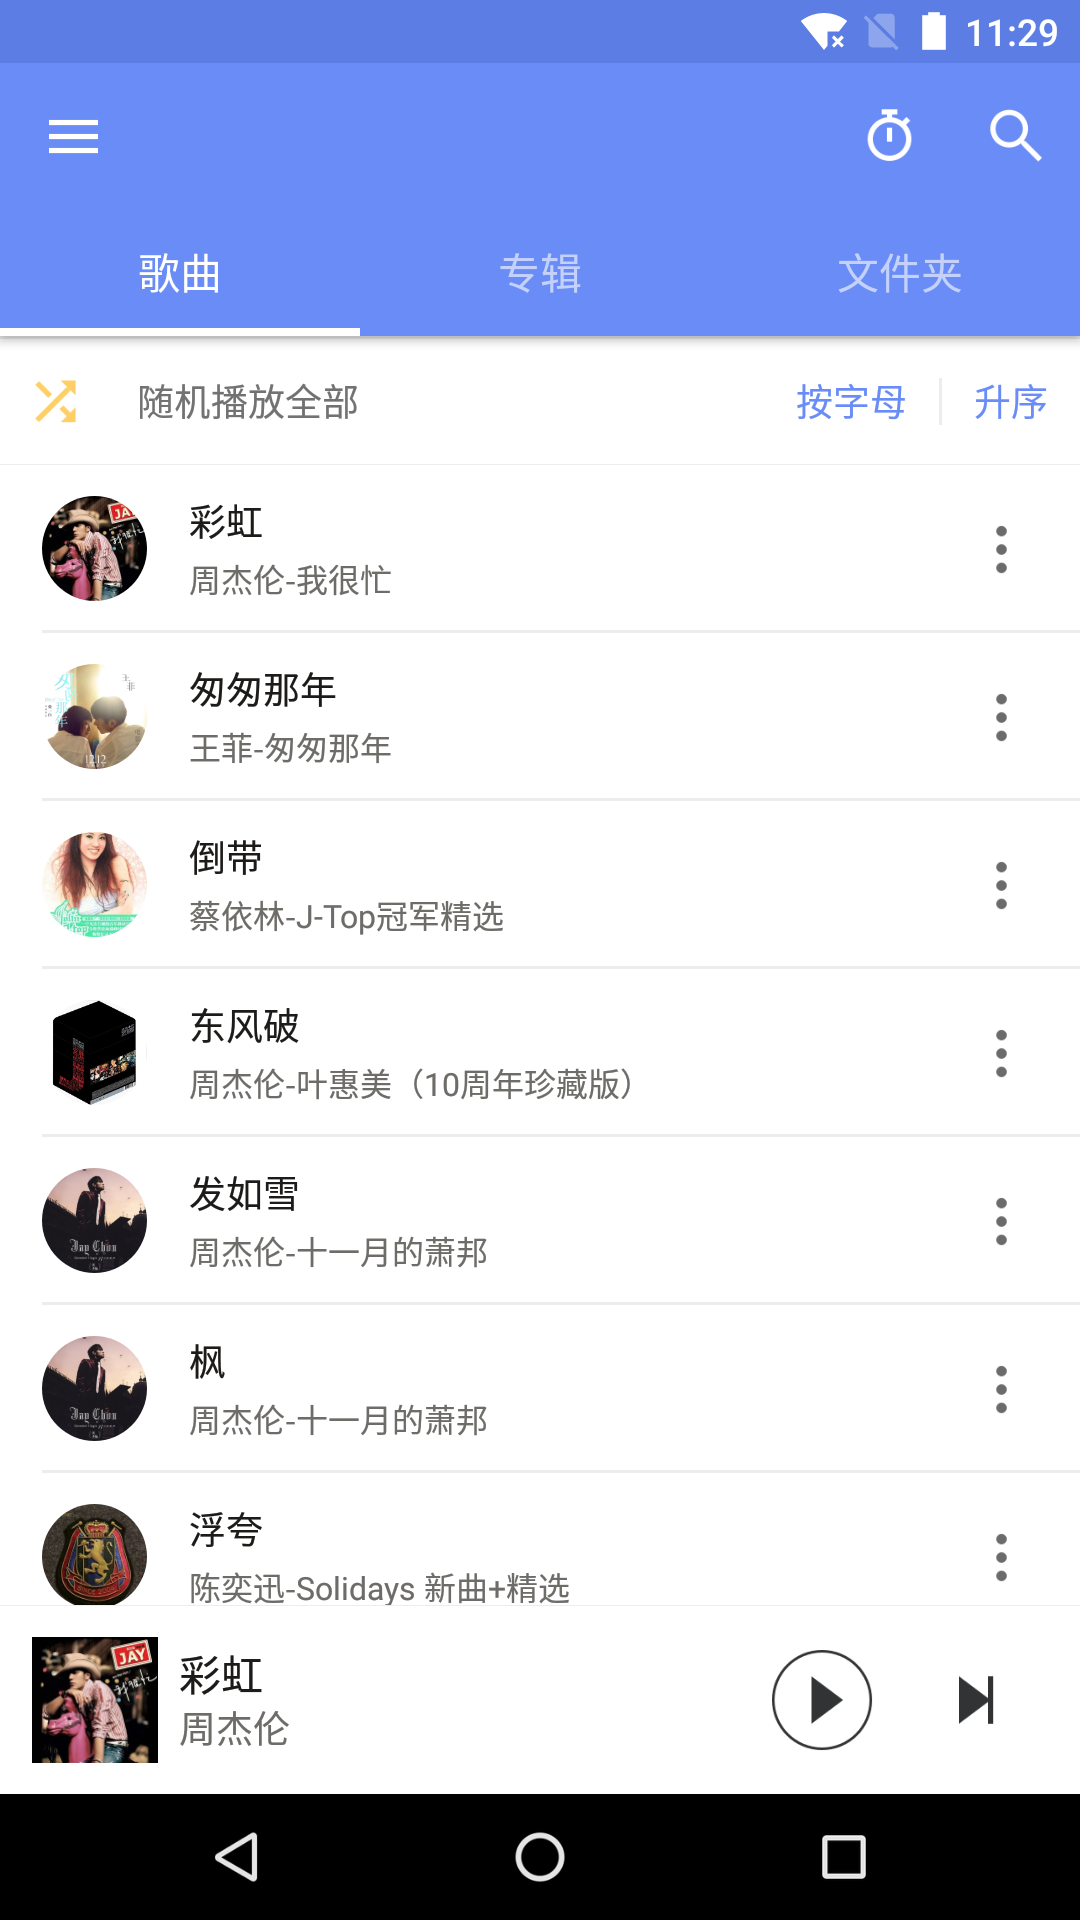 11:29
歌曲 专辑 文件夹
随机播放全部 按字母 升序
彩虹
周杰伦-我很忙
匆匆那年
王菲-匆匆那年
倒带
蔡依林-J-Top冠军精选
东风破
周杰伦-叶惠美（10周年珍藏版）
发如雪
周杰伦-十一月的萧邦
枫
周杰伦-十一月的萧邦
浮夸
陈奕迅-Solidays 新曲+精选
JAY
我很忙
彩虹
周杰伦